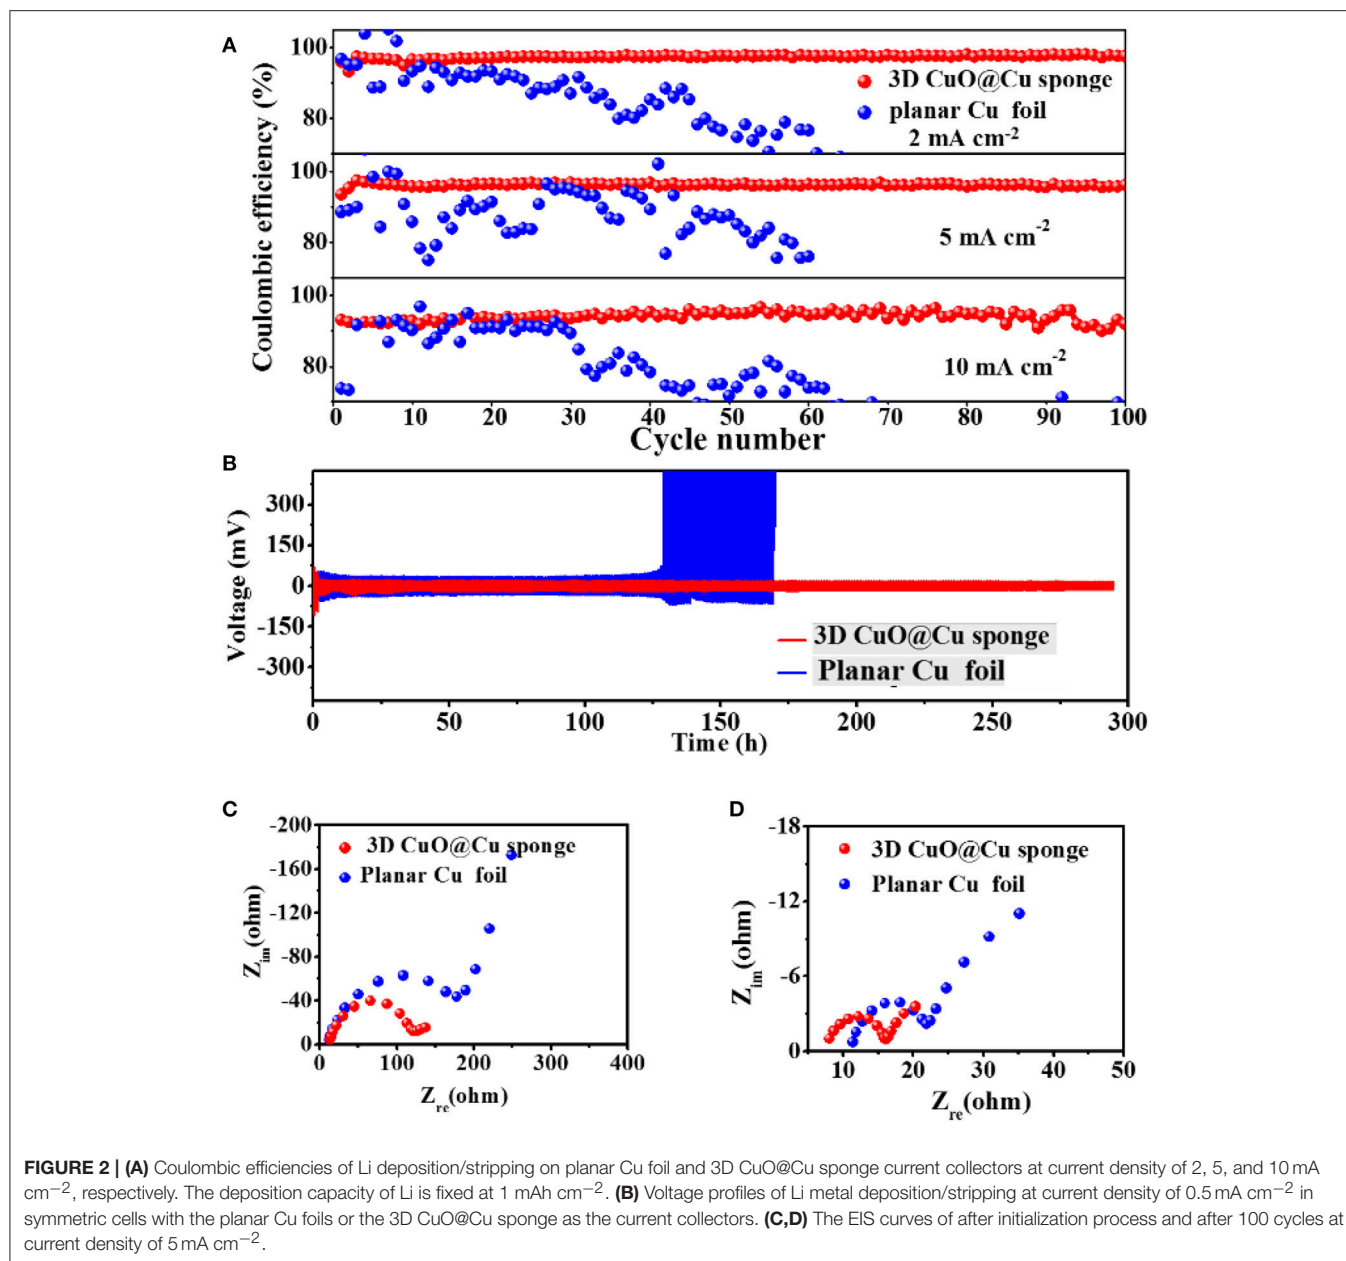 A
Coulombic efficiency (%)
100
80
3D CuO@Cu sponge
planar Cu foil
2 mA cm⁻²
100
80
5 mA cm⁻²
100
80
10 mA cm⁻²
0 10 20 30 40 50 60 70 80 90 100
Cycle number
B
Voltage (mV)
300
150
0
-150
-300
3D CuO@Cu sponge
Planar Cu foil
0 50 100 150 200 250 300
Time (h)
C
Z_im(ohm)
-200
-160
-120
-80
-40
0
3D CuO@Cu sponge
Planar Cu foil
0 100 200 300 400
Z_re(ohm)
D
Z_im(ohm)
-18
-12
-6
0
3D CuO@Cu sponge
Planar Cu foil
10 20 30 40 50
Z_re(ohm)
FIGURE 2 | (A) Coulombic efficiencies of Li deposition/stripping on planar Cu foil and 3D CuO@Cu sponge current collectors at current density of 2, 5, and 10 mA
cm⁻², respectively. The deposition capacity of Li is fixed at 1 mAh cm⁻². (B) Voltage profiles of Li metal deposition/stripping at current density of 0.5 mA cm⁻² in
symmetric cells with the planar Cu foils or the 3D CuO@Cu sponge as the current collectors. (C,D) The EIS curves of after initialization process and after 100 cycles at
current density of 5 mA cm⁻².